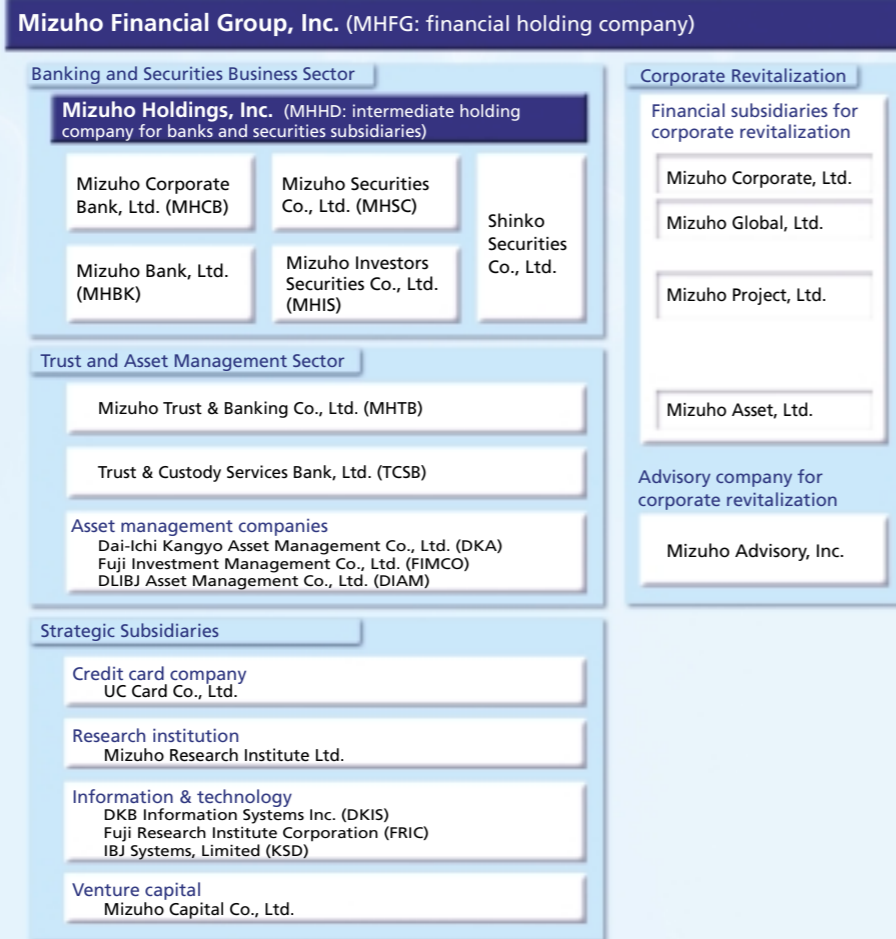 Mizuho Financial Group, Inc. (MHFG: financial holding company)
Banking and Securities Business Sector
Mizuho Holdings, Inc. (MHHD: intermediate holding
company for banks and securities subsidiaries)
Mizuho Corporate
Bank, Ltd. (MHCB)
Mizuho Securities
Co., Ltd. (MHSC)
Shinko
Securities
Co., Ltd.
Mizuho Bank, Ltd.
(MHBK)
Mizuho Investors
Securities Co., Ltd.
(MHIS)
Trust and Asset Management Sector
Mizuho Trust & Banking Co., Ltd. (MHTB)
Trust & Custody Services Bank, Ltd. (TCSB)
Asset management companies
Dai-Ichi Kangyo Asset Management Co., Ltd. (DKA)
Fuji Investment Management Co., Ltd. (FIMCO)
DLIBJ Asset Management Co., Ltd. (DIAM)
Strategic Subsidiaries
Credit card company
UC Card Co., Ltd.
Research institution
Mizuho Research Institute Ltd.
Information & technology
DKB Information Systems Inc. (DKIS)
Fuji Research Institute Corporation (FRIC)
IBJ Systems, Limited (KSD)
Venture capital
Mizuho Capital Co., Ltd.
Corporate Revitalization
Financial subsidiaries for
corporate revitalization
Mizuho Corporate, Ltd.
Mizuho Global, Ltd.
Mizuho Project, Ltd.
Mizuho Asset, Ltd.
Advisory company for
corporate revitalization
Mizuho Advisory, Inc.